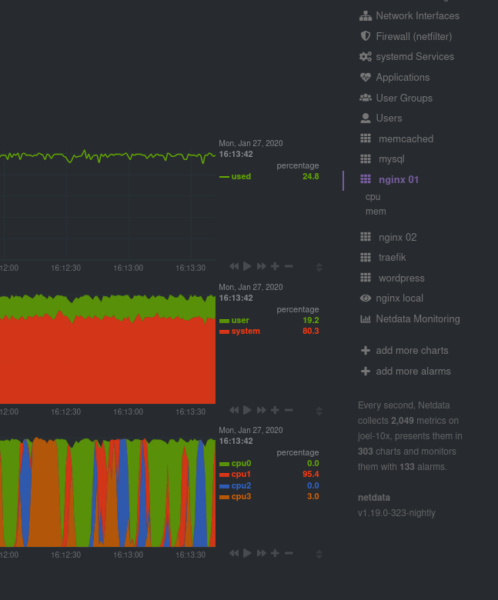 Network Interfaces
Firewall (netfilter)
systemd Services
Applications
User Groups
Users
memcached
mysql
nginx 01
cpu
mem
nginx 02
traefik
wordpress
nginx local
Netdata Monitoring
add more charts
add more alarms
Every second, Netdata
collects 2,049 metrics on
joel-10x, presents them in
303 charts and monitors
them with 133 alarms.
netdata
v1.19.0-323-nightly
Mon, Jan 27, 2020
16:13:42
percentage
used 24.8
12:00 16:12:30 16:13:00 16:13:30
Mon, Jan 27, 2020
16:13:42
percentage
user 19.2
system 80.3
12:00 16:12:30 16:13:00 16:13:30
Mon, Jan 27, 2020
16:13:42
percentage
cpu0 0.0
cpu1 95.4
cpu2 0.0
cpu3 3.0
12:00 16:12:30 16:13:00 16:13:30